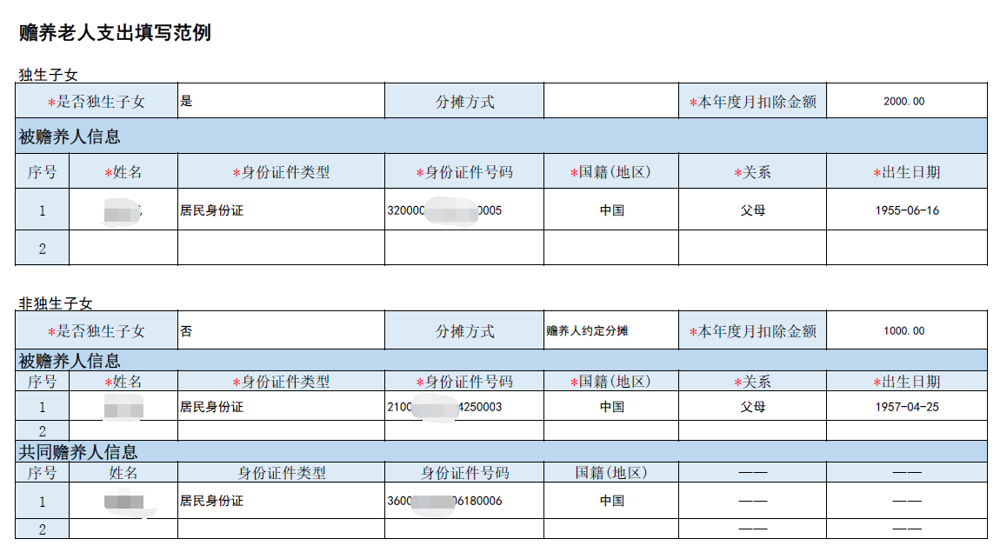 赡养老人支出填写范例
独生子女
*是否独生子女 是 分摊方式 *本年度月扣除金额 2000.00
被赡养人信息
序号 *姓名 *身份证件类型 *身份证件号码 *国籍(地区) *关系 *出生日期
1 居民身份证 320000 0005 中国 父母 1955-06-16
2
非独生子女
*是否独生子女 否 分摊方式 赡养人约定分摊 *本年度月扣除金额 1000.00
被赡养人信息
序号 *姓名 *身份证件类型 *身份证件号码 *国籍(地区) *关系 *出生日期
1 居民身份证 2100 4250003 中国 父母 1957-04-25
2
共同赡养人信息
序号 姓名 身份证件类型 身份证件号码 国籍(地区) —— ——
1 居民身份证 3600 06180006 中国 —— ——
2 —— ——